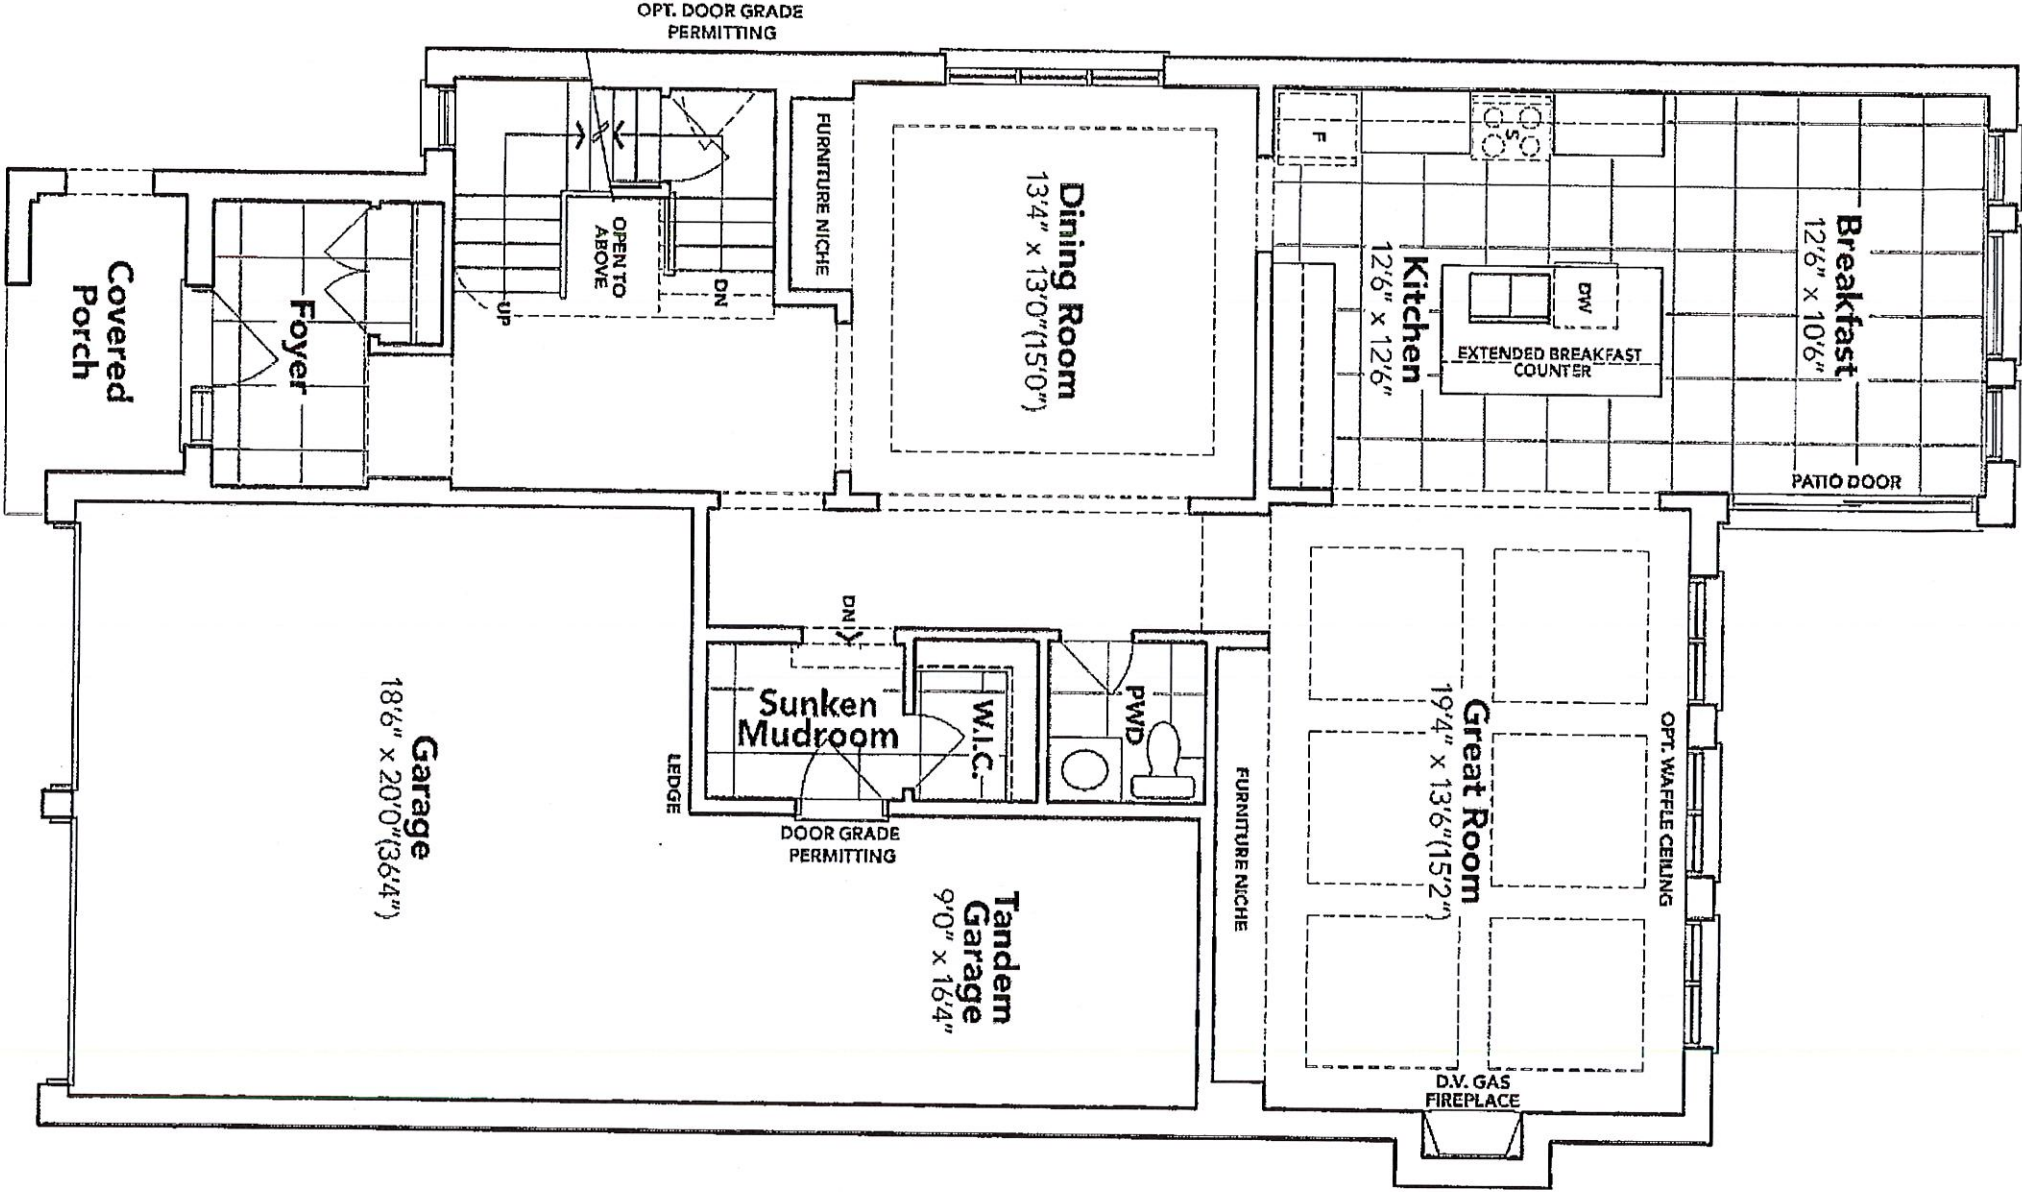 OPT. DOOR GRADE
PERMITTING
FURNITURE NICHE
F
S
Dining Room
13'4" x 13'0"(15'0")
Kitchen
12'6" x 12'6"
Breakfast
12'6" x 10'6"
DW
EXTENDED BREAKFAST
COUNTER
PATIO DOOR
OPEN TO
ABOVE
DN
UP
Covered
Porch
Foyer
DN
Sunken
Mudroom
W.I.C.
PWD
LEDGE
DOOR GRADE
PERMITTING
Garage
18'6" x 20'0"(36'4")
Tandem
Garage
9'0" x 16'4"
FURNITURE NICHE
Great Room
19'4" x 13'6"(15'2")
OPT. WAFFLE CEILING
D.V. GAS
FIREPLACE